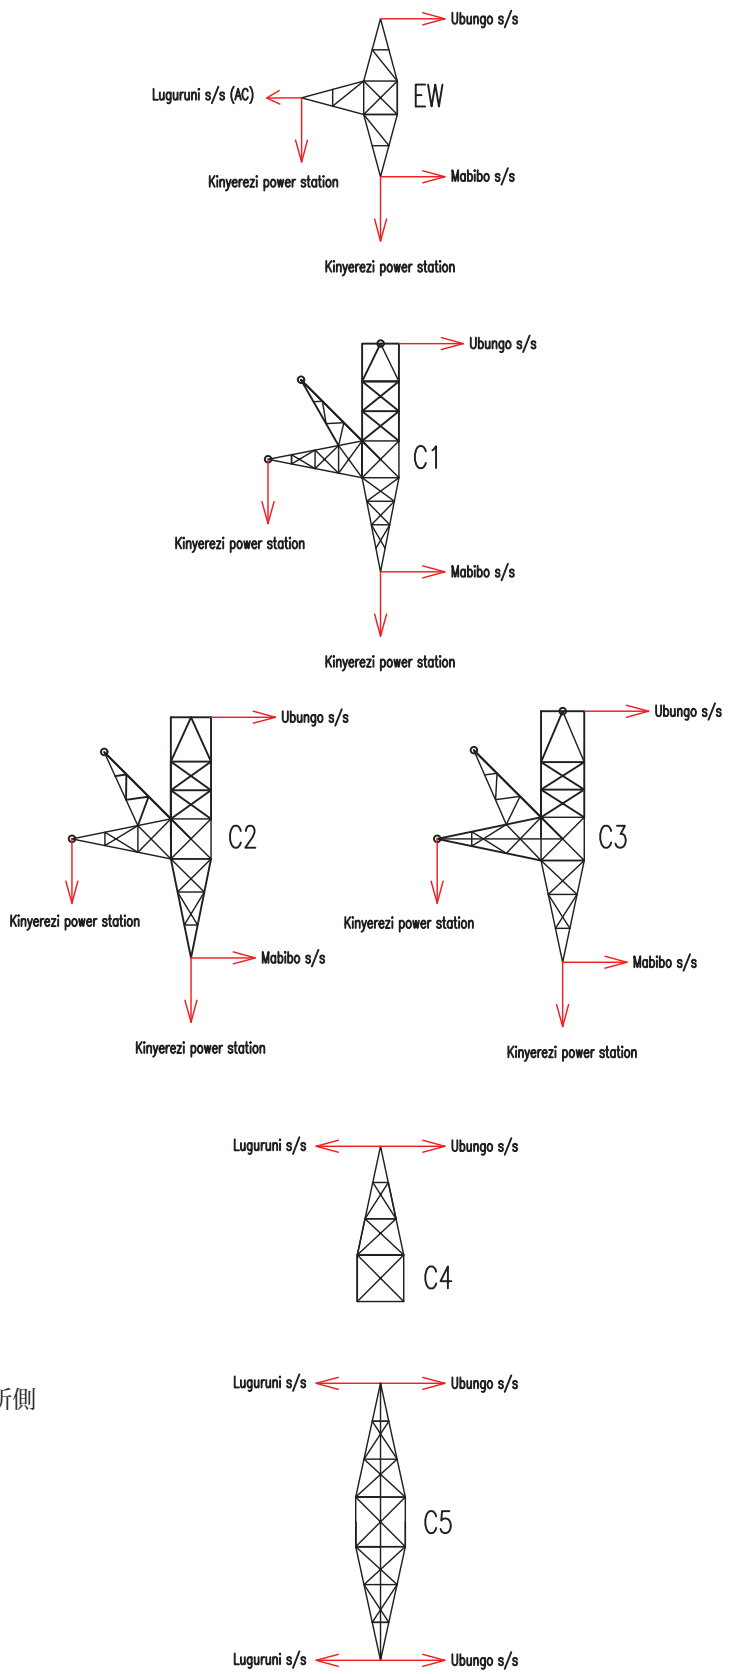 Ubungo s/s
Luguruni s/s (AC)
EW
Kinyerezi power station
Mabibo s/s
Kinyerezi power station
Ubungo s/s
C1
Kinyerezi power station
Mabibo s/s
Kinyerezi power station
Ubungo s/s
Ubungo s/s
C2
C3
Kinyerezi power station
Kinyerezi power station
Mabibo s/s
Mabibo s/s
Kinyerezi power station
Kinyerezi power station
Luguruni s/s
Ubungo s/s
C4
Luguruni s/s
Ubungo s/s
側
C5
Luguruni s/s
Ubungo s/s